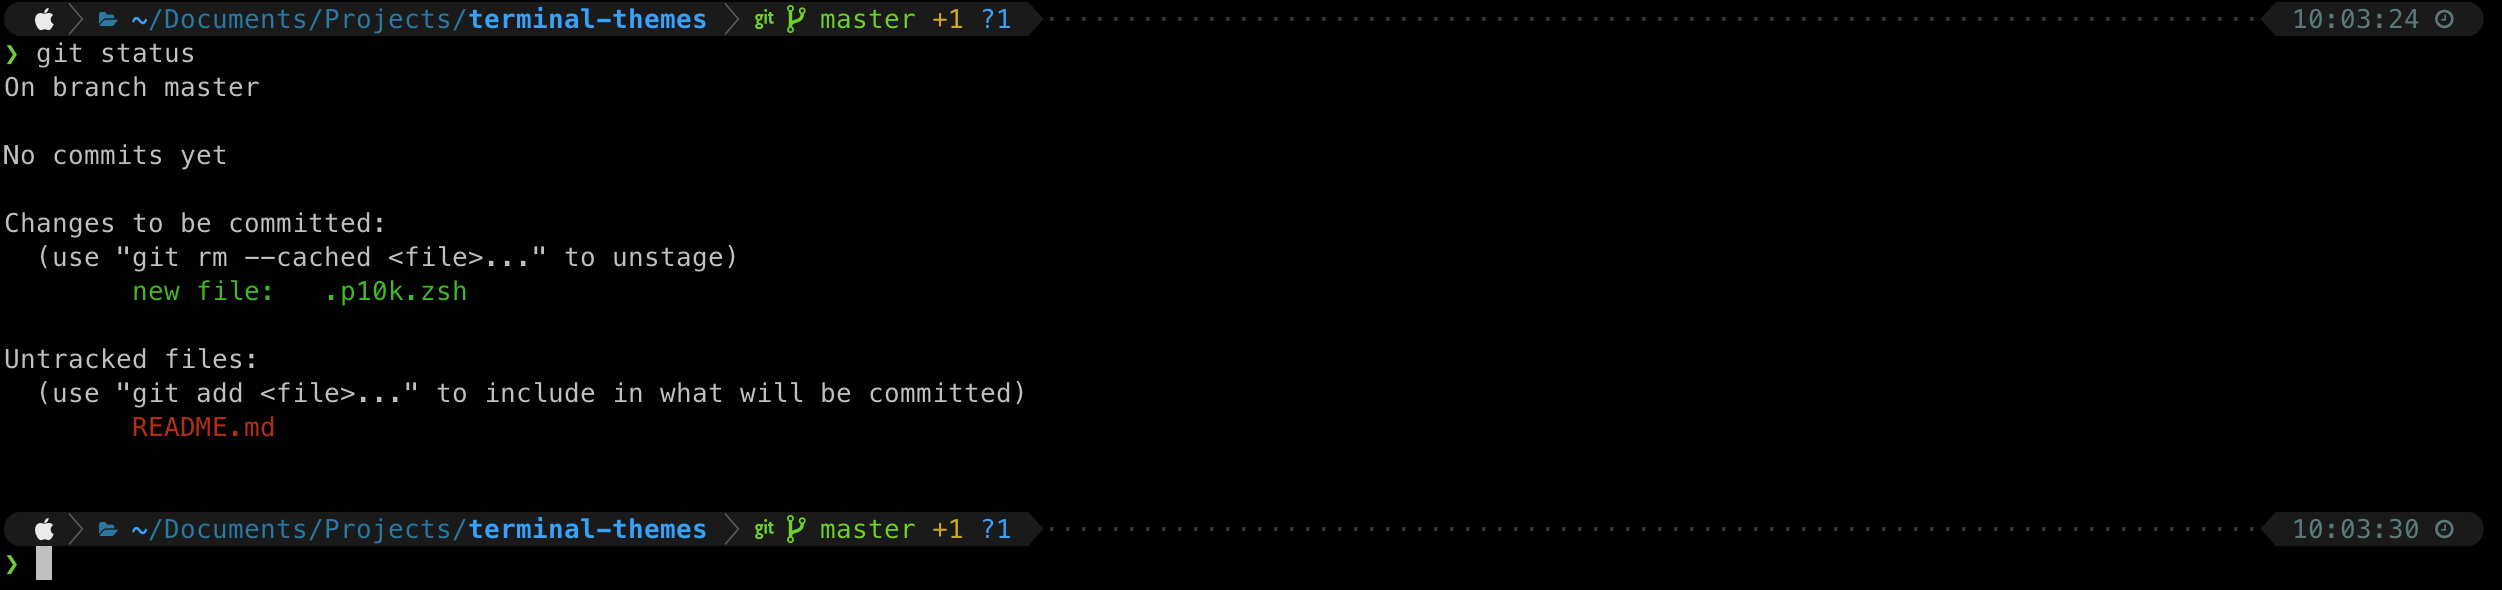 ~/Documents/Projects/terminal-themes git master +1 ?1 10:03:24
❯ git status
On branch master
No commits yet
Changes to be committed:
(use "git rm --cached <file>..." to unstage)
new file: .p10k.zsh
Untracked files:
(use "git add <file>..." to include in what will be committed)
README.md
~/Documents/Projects/terminal-themes git master +1 ?1 10:03:30
❯